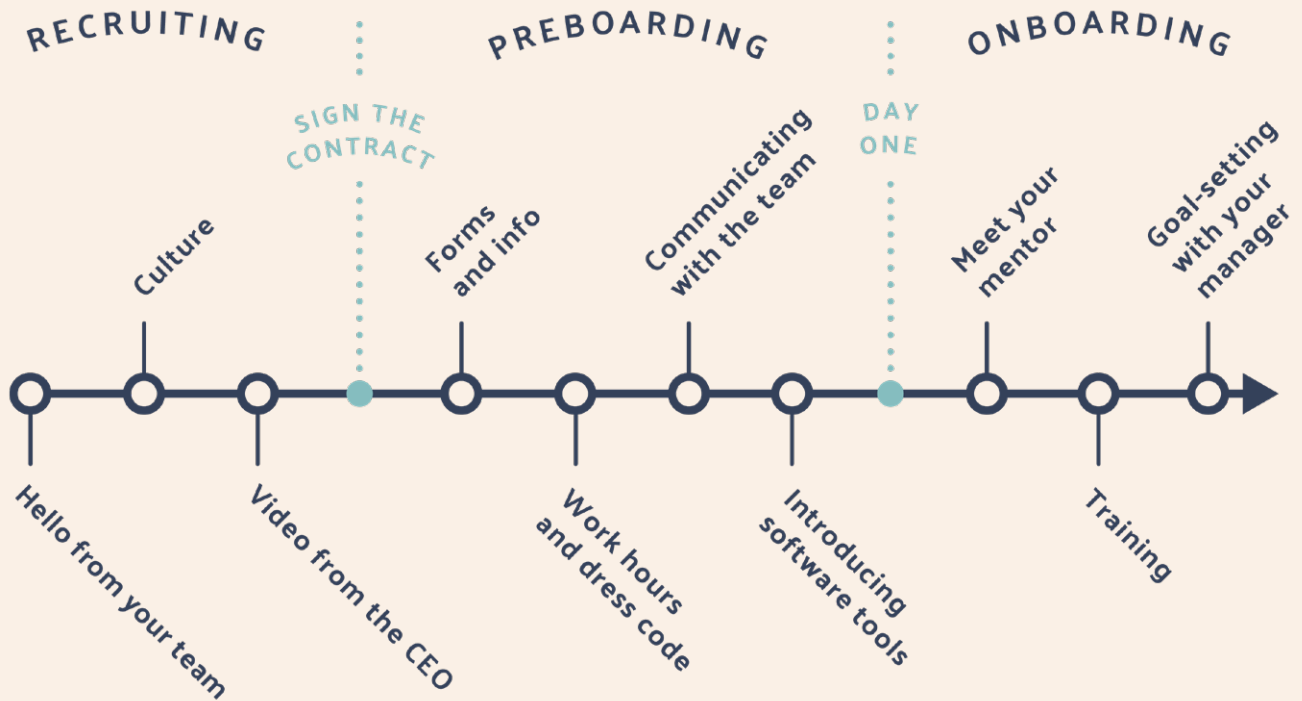 RECRUITING
PREBOARDING
ONBOARDING
SIGN THE
CONTRACT
DAY
ONE
Culture
Forms
and info
Communicating
with the team
Meet your
mentor
Goal-setting
with your
manager
Hello from your team
Video from the CEO
Work hours
and dress code
Introducing
software tools
Training